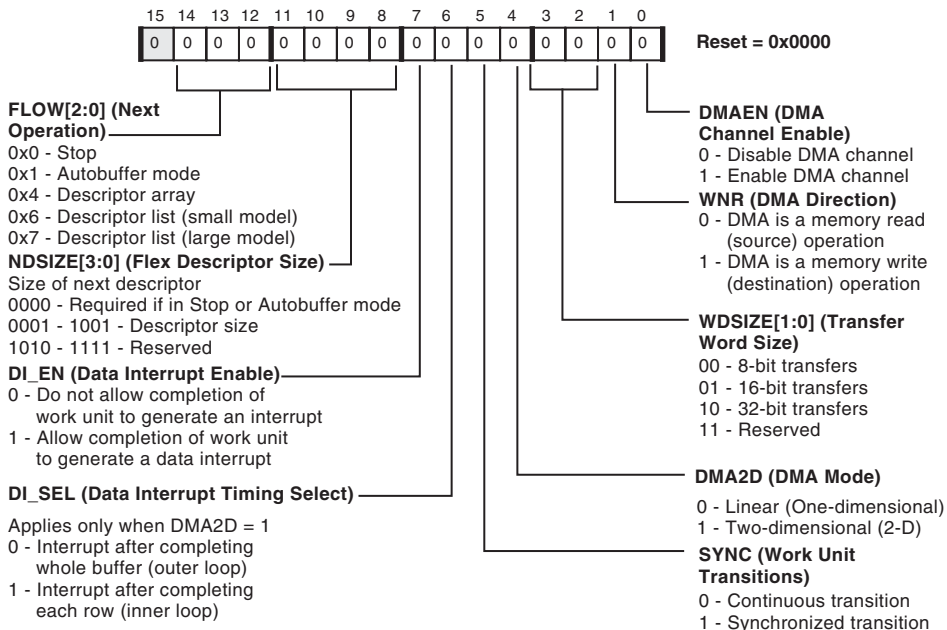 15 14 13 12 11 10 9 8 7 6 5 4 3 2 1 0
0 0 0 0 0 0 0 0 0 0 0 0 0 0 0 0
Reset = 0x0000
FLOW[2:0] (Next
Operation)
0x0 - Stop
0x1 - Autobuffer mode
0x4 - Descriptor array
0x6 - Descriptor list (small model)
0x7 - Descriptor list (large model)
NDSIZE[3:0] (Flex Descriptor Size)
Size of next descriptor
0000 - Required if in Stop or Autobuffer mode
0001 - 1001 - Descriptor size
1010 - 1111 - Reserved
DI_EN (Data Interrupt Enable)
0 - Do not allow completion of
work unit to generate an interrupt
1 - Allow completion of work unit
to generate a data interrupt
DI_SEL (Data Interrupt Timing Select)
Applies only when DMA2D = 1
0 - Interrupt after completing
whole buffer (outer loop)
1 - Interrupt after completing
each row (inner loop)
DMAEN (DMA
Channel Enable)
0 - Disable DMA channel
1 - Enable DMA channel
WNR (DMA Direction)
0 - DMA is a memory read
(source) operation
1 - DMA is a memory write
(destination) operation
WDSIZE[1:0] (Transfer
Word Size)
00 - 8-bit transfers
01 - 16-bit transfers
10 - 32-bit transfers
11 - Reserved
DMA2D (DMA Mode)
0 - Linear (One-dimensional)
1 - Two-dimensional (2-D)
SYNC (Work Unit
Transitions)
0 - Continuous transition
1 - Synchronized transition